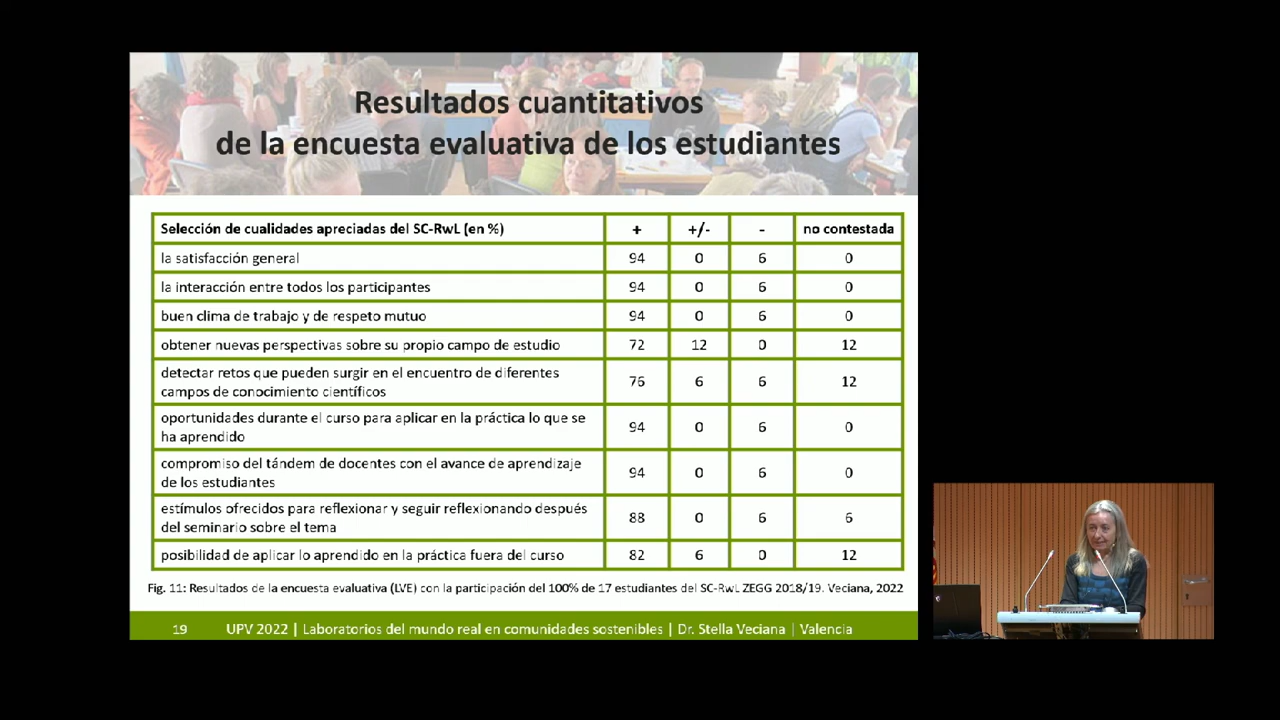 Resultados cuantitativos
de la encuesta evaluativa de los estudiantes
Selección de cualidades apreciadas del SC-RwL (en %) + +/- - no contestada
la satisfacción general 94 0 6 0
la interacción entre todos los participantes 94 0 6 0
buen clima de trabajo y de respeto mutuo 94 0 6 0
obtener nuevas perspectivas sobre su propio campo de estudio 72 12 0 12
detectar retos que pueden surgir en el encuentro de diferentes
campos de conocimiento científicos 76 6 6 12
oportunidades durante el curso para aplicar en la práctica lo que se
ha aprendido 94 0 6 0
compromiso del tándem de docentes con el avance de aprendizaje
de los estudiantes 94 0 6 0
estímulos ofrecidos para reflexionar y seguir reflexionando después
del seminario sobre el tema 88 0 6 6
posibilidad de aplicar lo aprendido en la práctica fuera del curso 82 6 0 12
Fig. 11: Resultados de la encuesta evaluativa (LVE) con la participación del 100% de 17 estudiantes del SC-RwL ZEGG 2018/19. Veciana, 2022
19 UPV 2022 | Laboratorios del mundo real en comunidades sostenibles | Dr. Stella Veciana | Valencia